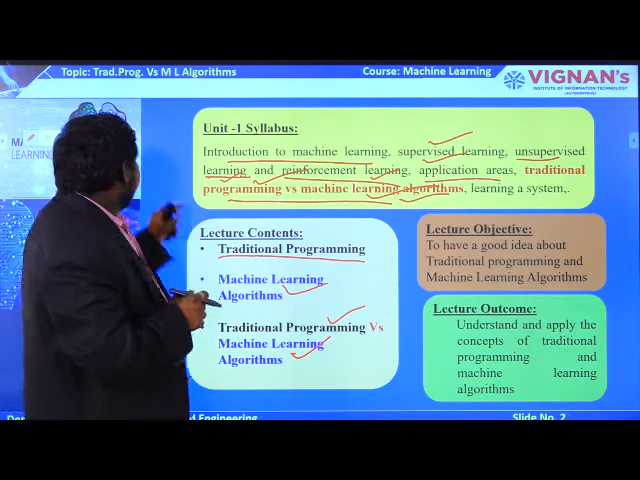 Topic: Trad.Prog. Vs M L Algorithms
Course: Machine Learning
VIGNAN's
INSTITUTE OF INFORMATION TECHNOLOGY
(AUTONOMOUS)
LEARNING
Unit -1 Syllabus:
Introduction to machine learning, supervised learning, unsupervised
learning and reinforcement learning, application areas, traditional
programming vs machine learning algorithms, learning a system,.
Lecture Contents:
• Traditional Programming
• Machine Learning
Algorithms
Traditional Programming Vs
Machine Learning
Algorithms
Lecture Objective:
To have a good idea about
Traditional programming and
Machine Learning Algorithms
Lecture Outcome:
Understand and apply the
concepts of traditional
programming and
machine learning
algorithms
Engineering
Slide No. 2